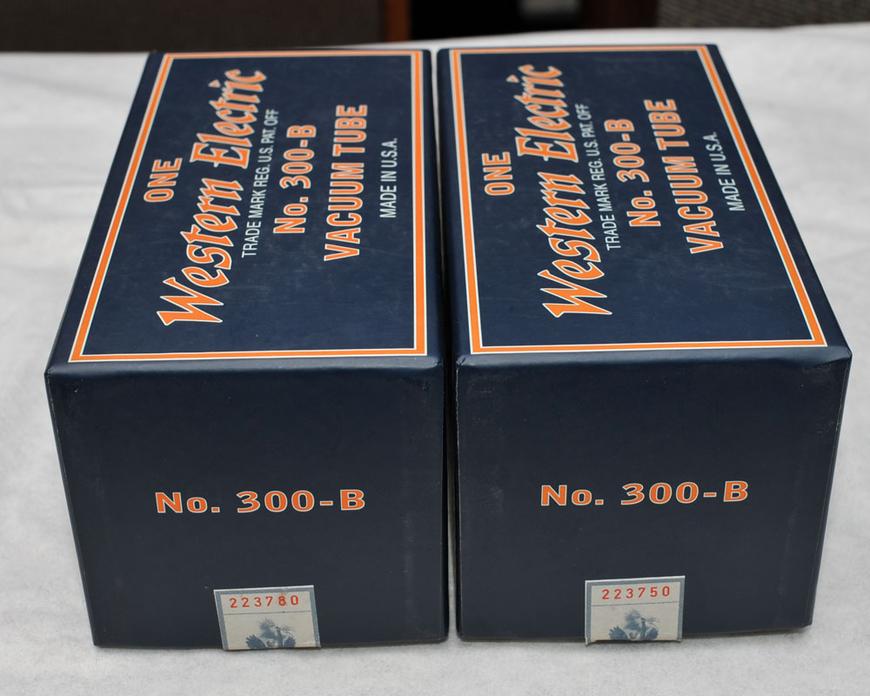 ONE
Western Electric
TRADE MARK REG. U.S. PAT. OFF
No. 300-B
VACUUM TUBE
MADE IN U.S.A.
No. 300-B
223780
ONE
Western Electric
TRADE MARK REG. U.S. PAT. OFF
No. 300-B
VACUUM TUBE
MADE IN U.S.A.
No. 300-B
223750